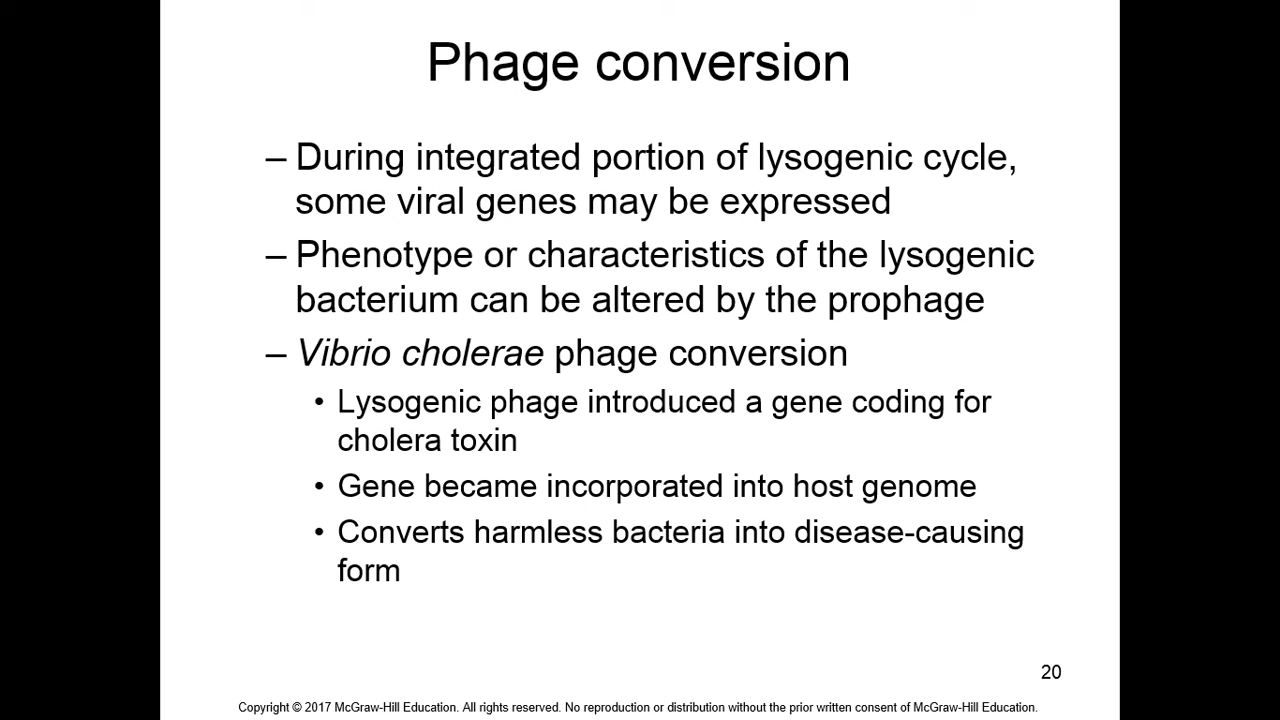 Phage conversion
– During integrated portion of lysogenic cycle,
some viral genes may be expressed
– Phenotype or characteristics of the lysogenic
bacterium can be altered by the prophage
– Vibrio cholerae phage conversion
• Lysogenic phage introduced a gene coding for
cholera toxin
• Gene became incorporated into host genome
• Converts harmless bacteria into disease-causing
form
20
Copyright © 2017 McGraw-Hill Education. All rights reserved. No reproduction or distribution without the prior written consent of McGraw-Hill Education.